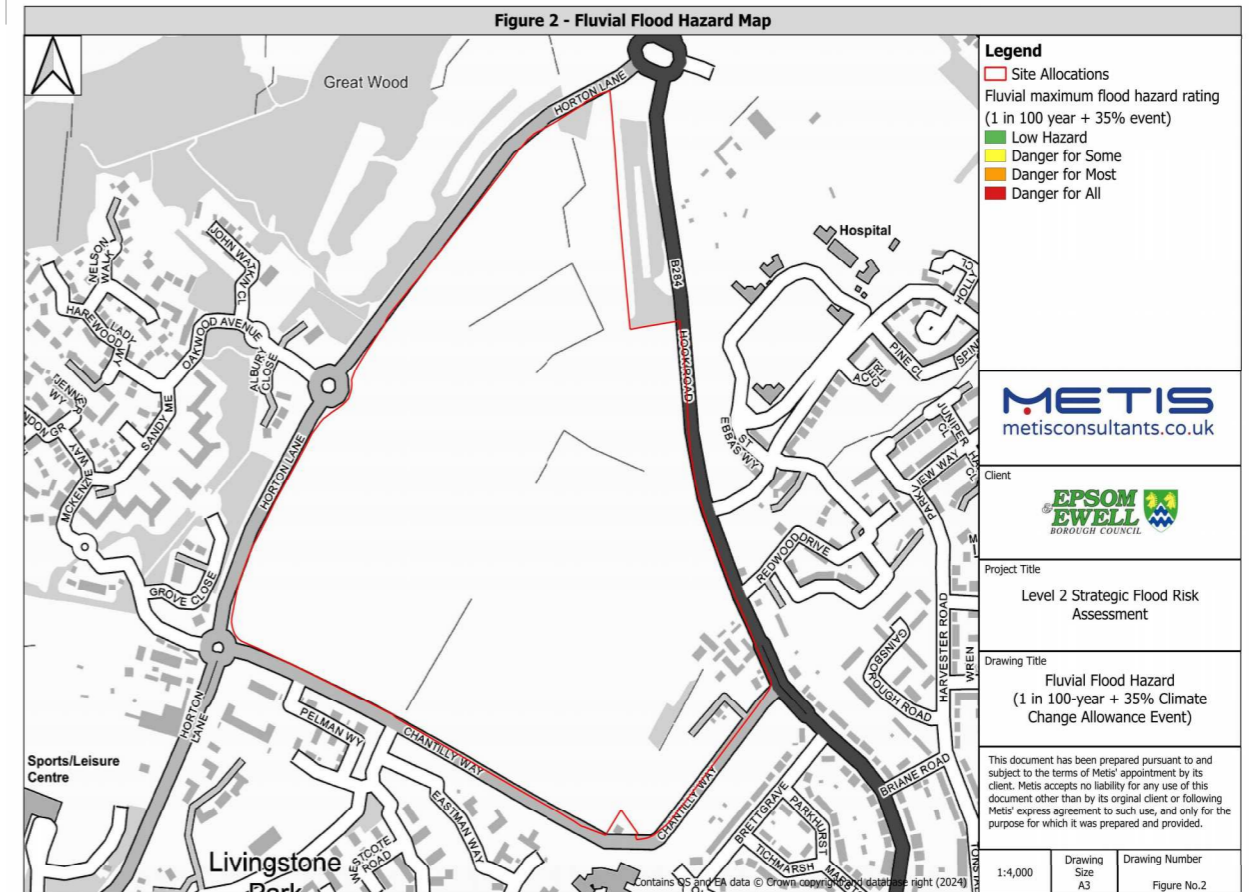 Figure 2 - Fluvial Flood Hazard Map
Great Wood
HORTON LANE
B284
HOOK ROAD
Hospital
HOLLY CL
SPIN
PINE CL
ACER CL
JUNIPER CL
PARKVIEW WAY
ST EBBAS WY
REDWOOD DRIVE
GAINSBOROUGH ROAD
HARVESTER ROAD
WREN
BRIANE ROAD
NELSON WALK
JOHN WATKIN CL
HAREWOOD
LADY
WY
OAKWOOD AVENUE
ALBURY CLOSE
SANDY ME
MCKENZIE WAY
HORTON LANE
GROVE CLOSE
HORTON LANE
PELMAN WY
CHANTILLY WAY
CHANTILLY WAY
EASTMAN WAY
BRETTGRAVE
PARKHURST
TICHMARSH
Sports/Leisure
Centre
Livingstone
Park
Contains OS and EA data © Crown copyright and database right (2024)
Legend
Site Allocations
Fluvial maximum flood hazard rating
(1 in 100 year + 35% event)
Low Hazard
Danger for Some
Danger for Most
Danger for All
METIS
metisconsultants.co.uk
Client
EPSOM
& EWELL
BOROUGH COUNCIL
Project Title
Level 2 Strategic Flood Risk
Assessment
Drawing Title
Fluvial Flood Hazard
(1 in 100-year + 35% Climate
Change Allowance Event)
This document has been prepared pursuant to and
subject to the terms of Metis' appointment by its
client. Metis accepts no liability for any use of this
document other than by its orginal client or following
Metis' express agreement to such use, and only for the
purpose for which it was prepared and provided.
1:4,000
Drawing
Size
A3
Drawing Number
Figure No.2